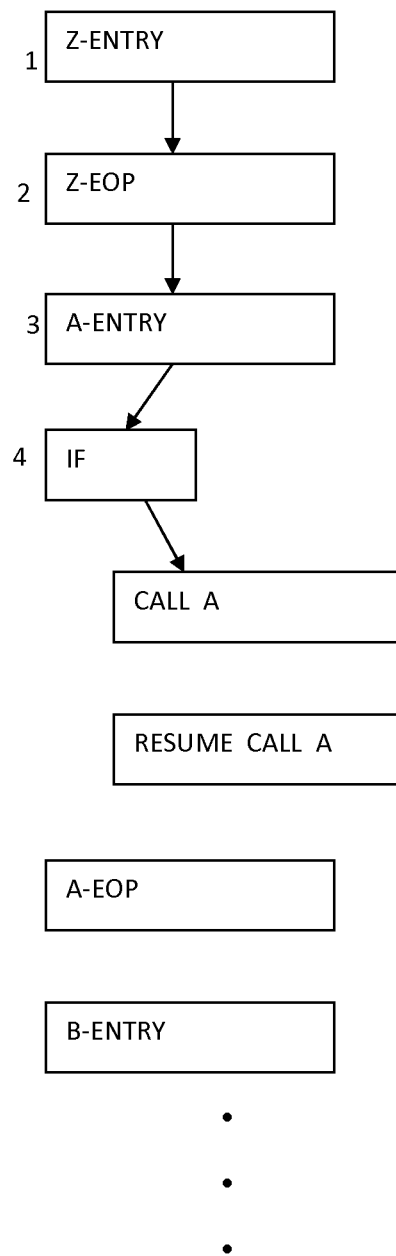 Z-ENTRY
1
Z-EOP
2
A-ENTRY
3
IF
4
CALL A
RESUME CALL A
A-EOP
B-ENTRY